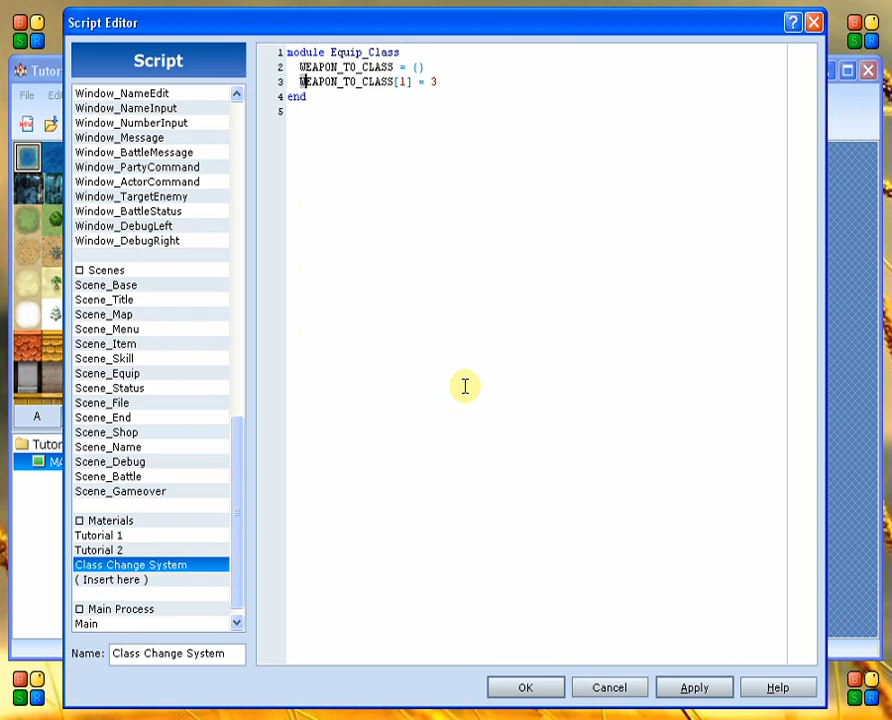 Script Editor
Script
Window_NameEdit
Window_NameInput
Window_NumberInput
Window_Message
Window_BattleMessage
Window_PartyCommand
Window_ActorCommand
Window_TargetEnemy
Window_BattleStatus
Window_DebugLeft
Window_DebugRight
Scenes
Scene_Base
Scene_Title
Scene_Map
Scene_Menu
Scene_Item
Scene_Skill
Scene_Equip
Scene_Status
Scene_File
Scene_End
Scene_Shop
Scene_Name
Scene_Debug
Scene_Battle
Scene_Gameover
Materials
Tutorial 1
Tutorial 2
Class Change System
( Insert here )
Main Process
Main
Name: Class Change System
1 module Equip_Class
2 WEAPON_TO_CLASS = {}
3 WEAPON_TO_CLASS[1] = 3
4 end
5
OK
Cancel
Apply
Help
Tutor
File
Ed
NEW
A
Tutor
B
S
R
B
S
R
B
S
R
B
S
R